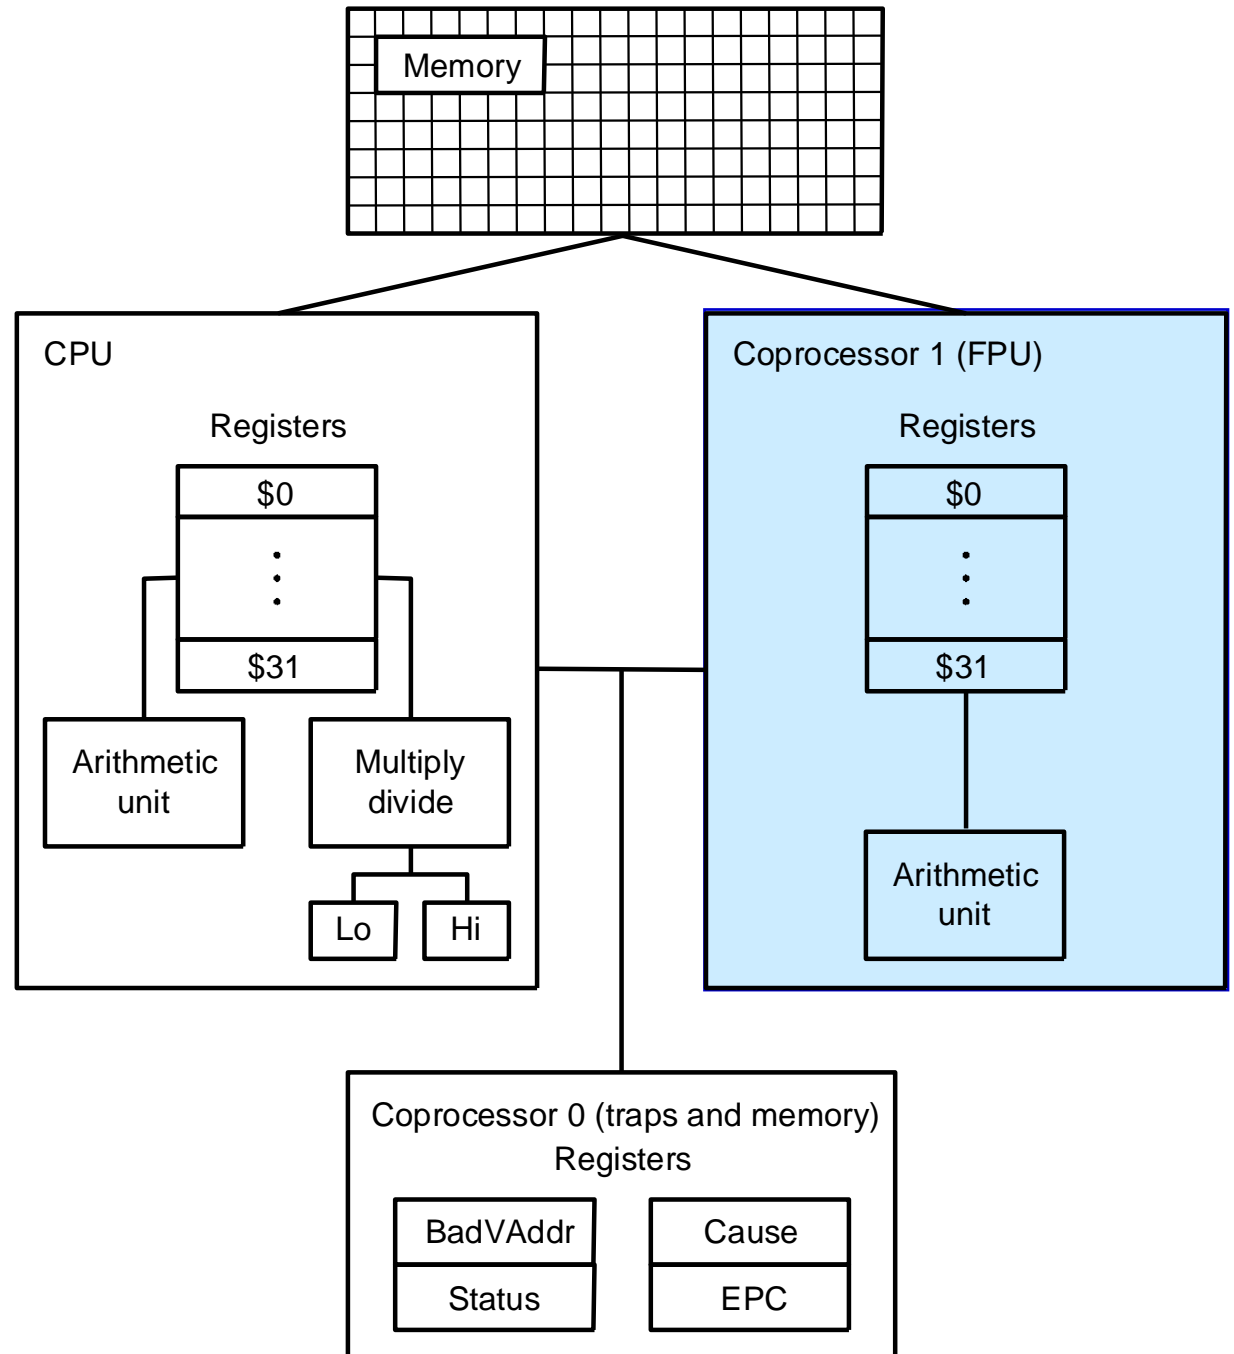 Memory
CPU
Registers
$0
$31
Arithmetic
unit
Multiply
divide
Lo
Hi
Coprocessor 1 (FPU)
Registers
$0
$31
Arithmetic
unit
Coprocessor 0 (traps and memory)
Registers
BadVAddr
Status
Cause
EPC